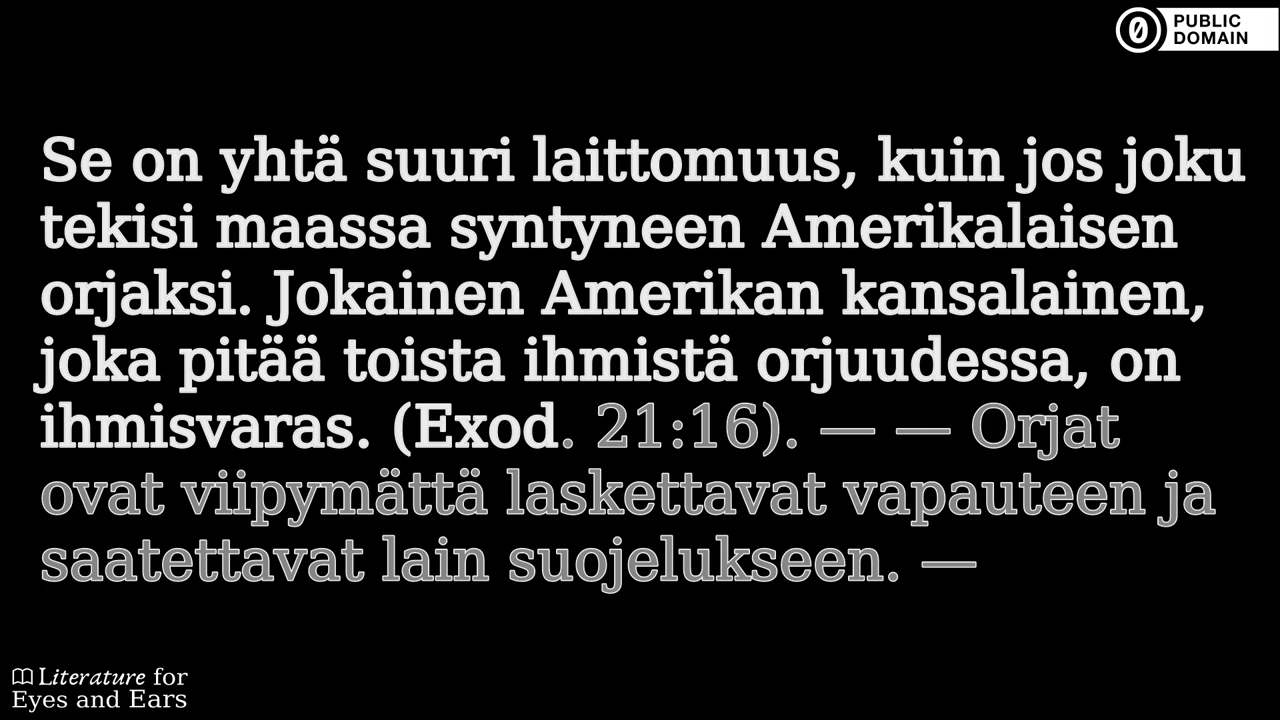 PUBLIC
DOMAIN
Se on yhtä suuri laittomuus, kuin jos joku
tekisi maassa syntyneen Amerikalaisen
orjaksi. Jokainen Amerikan kansalainen,
joka pitää toista ihmistä orjuudessa, on
ihmisvaras. (Exod. 21:16). — — Orjat
ovat viipymättä laskettavat vapauteen ja
saatettavat lain suojelukseen. —
Literature for
Eyes and Ears